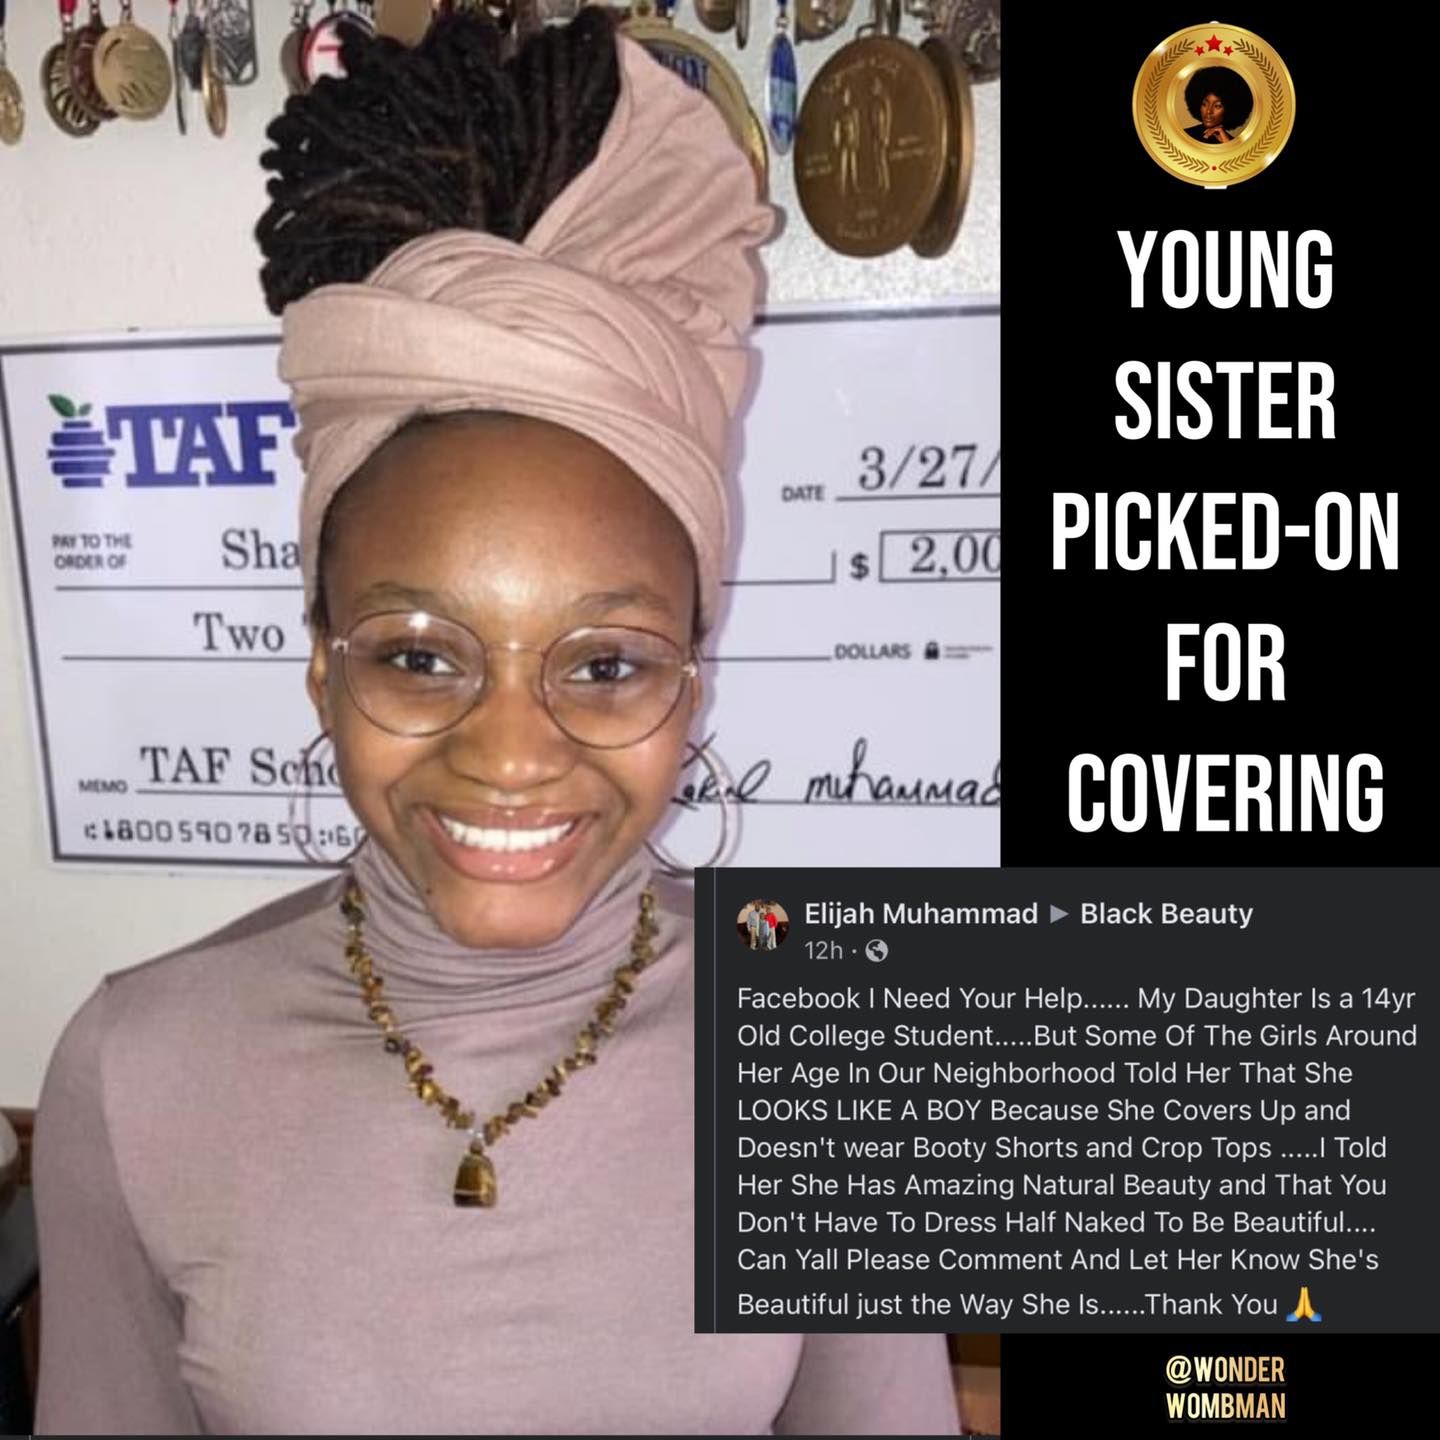 YOUNG
SISTER
PICKED-ON
FOR
COVERING
TAF
DATE 3/27/
PAY TO THE
ORDER OF Sha
$ 2,00
Two
DOLLARS
MEMO TAF Scho
muhammad
Elijah Muhammad ▶ Black Beauty
12h ·
Facebook I Need Your Help...... My Daughter Is a 14yr
Old College Student.....But Some Of The Girls Around
Her Age In Our Neighborhood Told Her That She
LOOKS LIKE A BOY Because She Covers Up and
Doesn't wear Booty Shorts and Crop Tops .....I Told
Her She Has Amazing Natural Beauty and That You
Don't Have To Dress Half Naked To Be Beautiful....
Can Yall Please Comment And Let Her Know She's
Beautiful just the Way She Is......Thank You 🙏
@WONDER
WOMBMAN